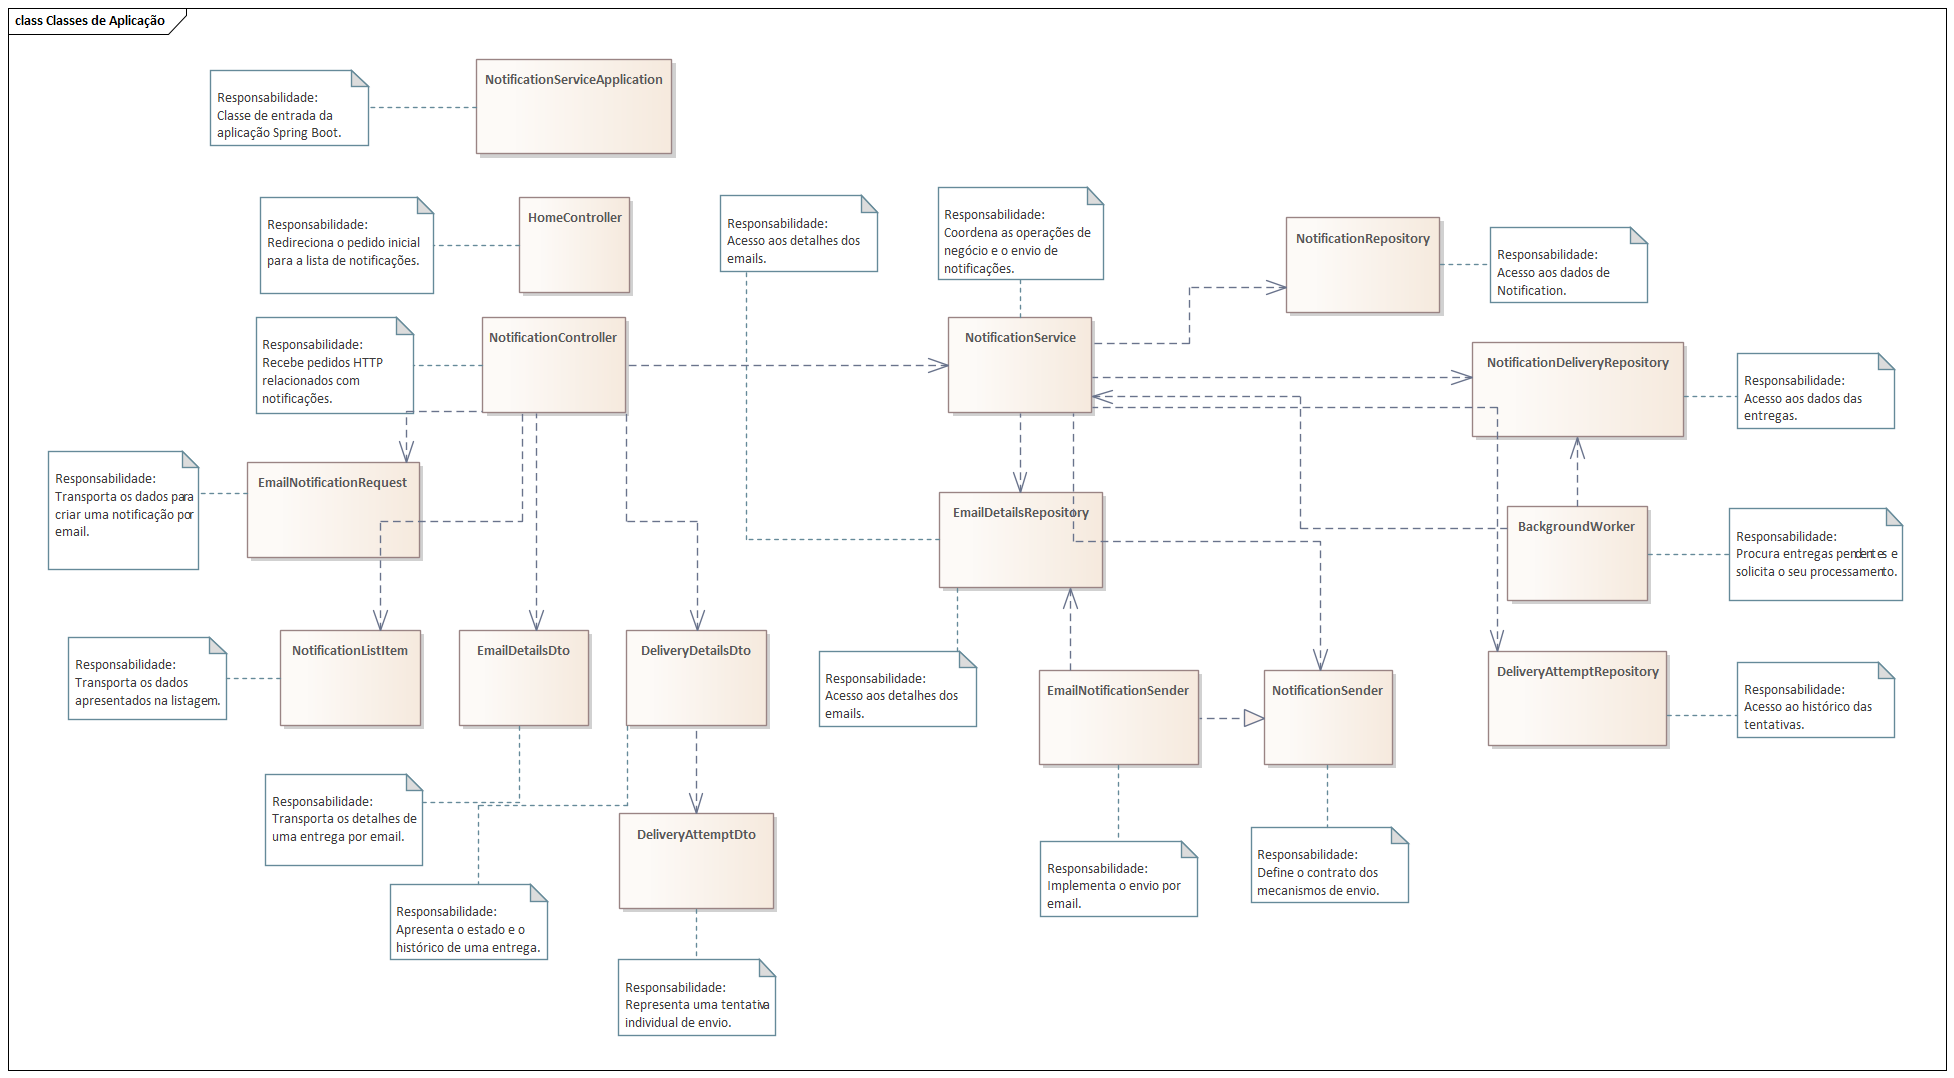 class Classes de Aplicação
NotificationServiceApplication
Responsabilidade:
Classe de entrada da
aplicação Spring Boot.
HomeController
Responsabilidade:
Redireciona o pedido inicial
para a lista de notificações.
Responsabilidade:
Acesso aos detalhes dos
emails.
Responsabilidade:
Coordena as operações de
negócio e o envio de
notificações.
NotificationRepository
Responsabilidade:
Acesso aos dados de
Notification.
Responsabilidade:
Recebe pedidos HTTP
relacionados com
notificações.
NotificationController
NotificationService
NotificationDeliveryRepository
Responsabilidade:
Acesso aos dados das
entregas.
Responsabilidade:
Transporta os dados para
criar uma notificação por
email.
EmailNotificationRequest
EmailDetailsRepository
BackgroundWorker
Responsabilidade:
Procura entregas pendentes e
solicita o seu processamento.
Responsabilidade:
Transporta os dados
apresentados na listagem.
NotificationListItem
EmailDetailsDto
DeliveryDetailsDto
Responsabilidade:
Acesso aos detalhes dos
emails.
EmailNotificationSender
NotificationSender
DeliveryAttemptRepository
Responsabilidade:
Acesso ao histórico das
tentativas.
Responsabilidade:
Transporta os detalhes de
uma entrega por email.
DeliveryAttemptDto
Responsabilidade:
Implementa o envio por
email.
Responsabilidade:
Define o contrato dos
mecanismos de envio.
Responsabilidade:
Apresenta o estado e o
histórico de uma entrega.
Responsabilidade:
Representa uma tentativa
individual de envio.